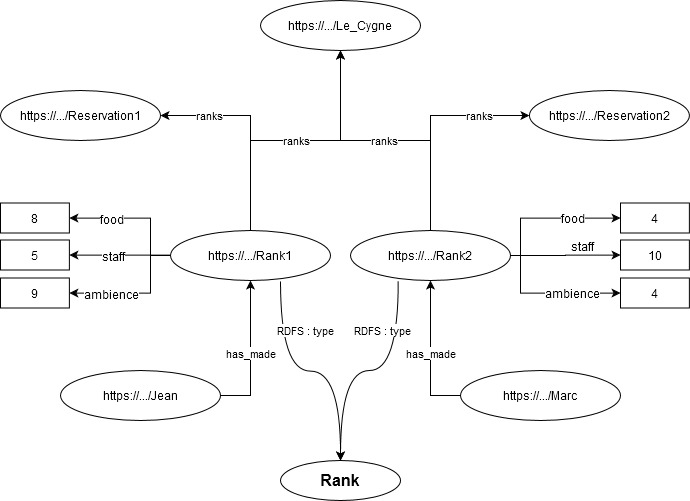 https://.../Le_Cygne
https://.../Reservation1
ranks
ranks
https://.../Reservation2
ranks
ranks
8
food
food
4
5
staff
https://.../Rank1
https://.../Rank2
staff
10
9
ambience
ambience
4
RDFS : type
RDFS : type
has_made
has_made
https://.../Jean
https://.../Marc
Rank